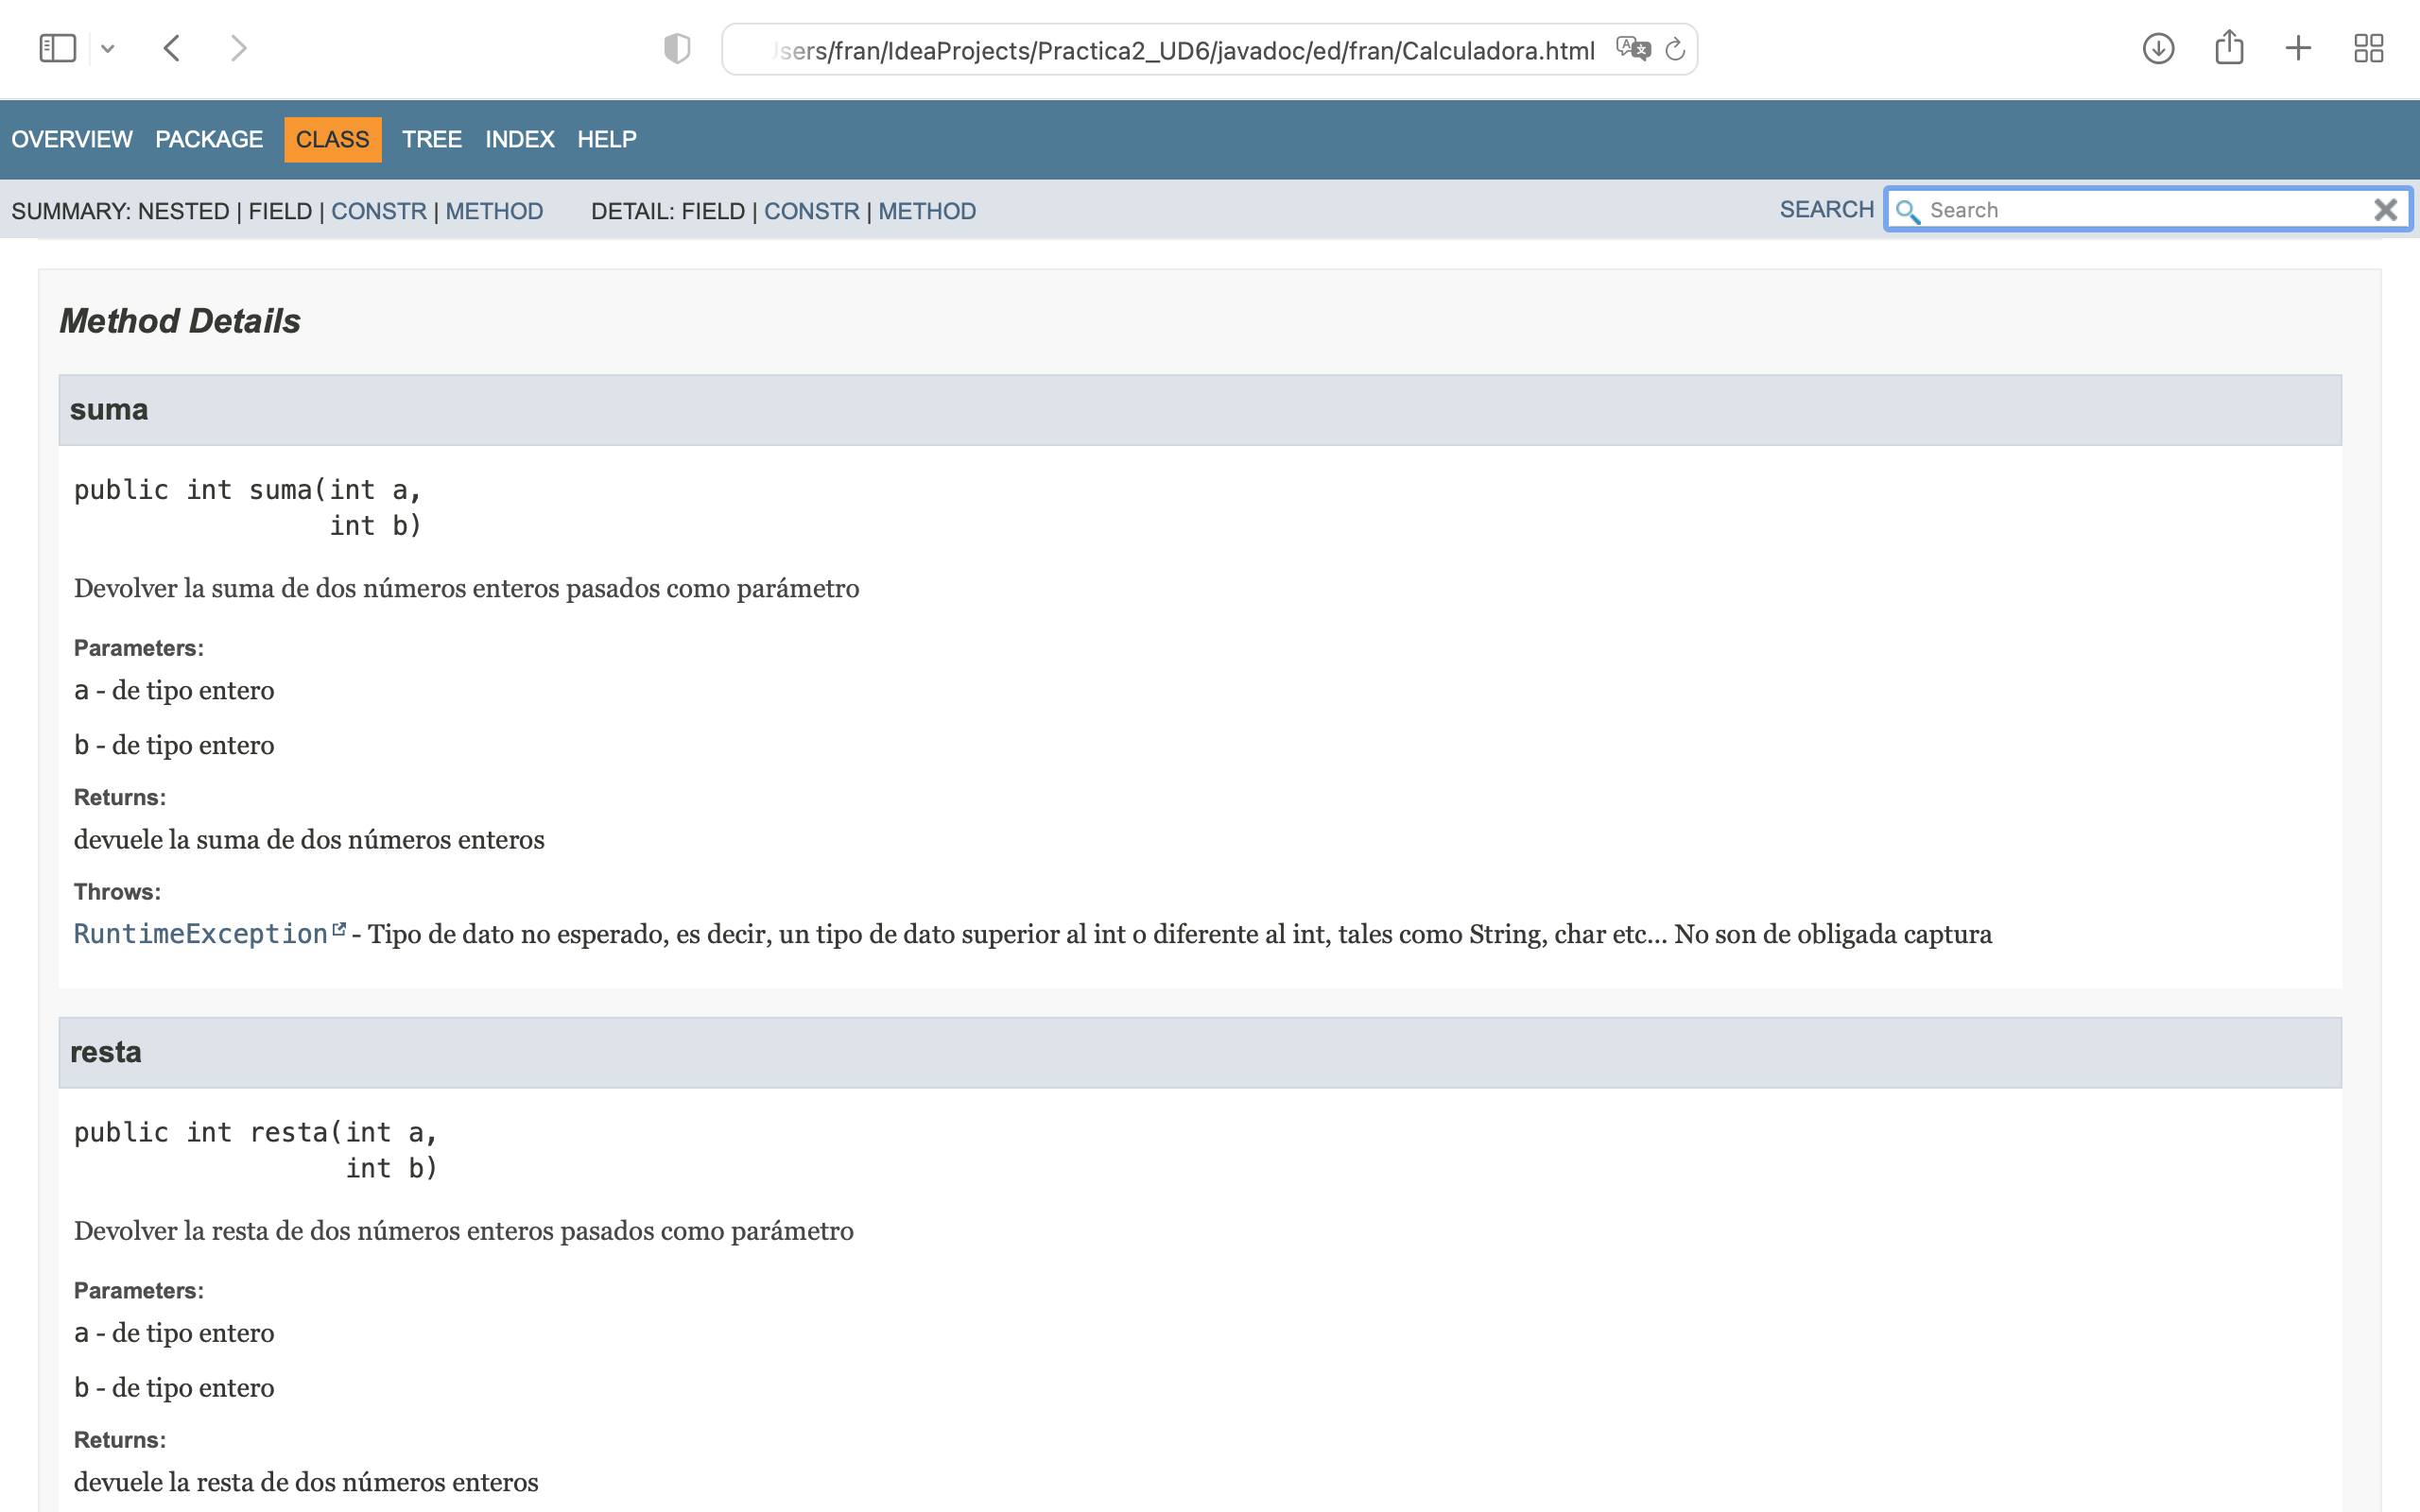 sers/fran/IdeaProjects/Practica2_UD6/javadoc/ed/fran/Calculadora.html
OVERVIEW PACKAGE CLASS TREE INDEX HELP
SUMMARY: NESTED | FIELD | CONSTR | METHOD DETAIL: FIELD | CONSTR | METHOD SEARCH Search
Method Details
suma
public int suma(int a,
int b)
Devolver la suma de dos números enteros pasados como parámetro
Parameters:
a - de tipo entero
b - de tipo entero
Returns:
devuele la suma de dos números enteros
Throws:
RuntimeException - Tipo de dato no esperado, es decir, un tipo de dato superior al int o diferente al int, tales como String, char etc... No son de obligada captura
resta
public int resta(int a,
int b)
Devolver la resta de dos números enteros pasados como parámetro
Parameters:
a - de tipo entero
b - de tipo entero
Returns:
devuele la resta de dos números enteros